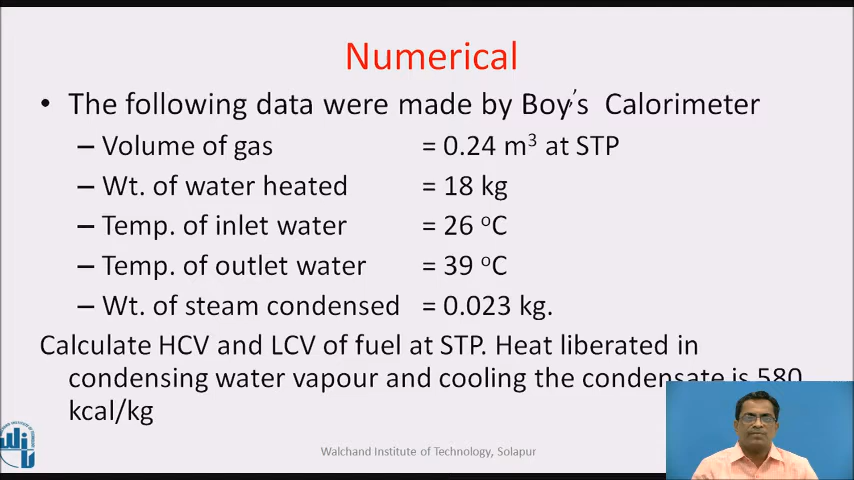 Numerical
• The following data were made by Boy's Calorimeter
– Volume of gas = 0.24 m³ at STP
– Wt. of water heated = 18 kg
– Temp. of inlet water = 26 °C
– Temp. of outlet water = 39 °C
– Wt. of steam condensed = 0.023 kg.
Calculate HCV and LCV of fuel at STP. Heat liberated in
condensing water vapour and cooling the condensate is 580
kcal/kg
Walchand Institute of Technology, Solapur